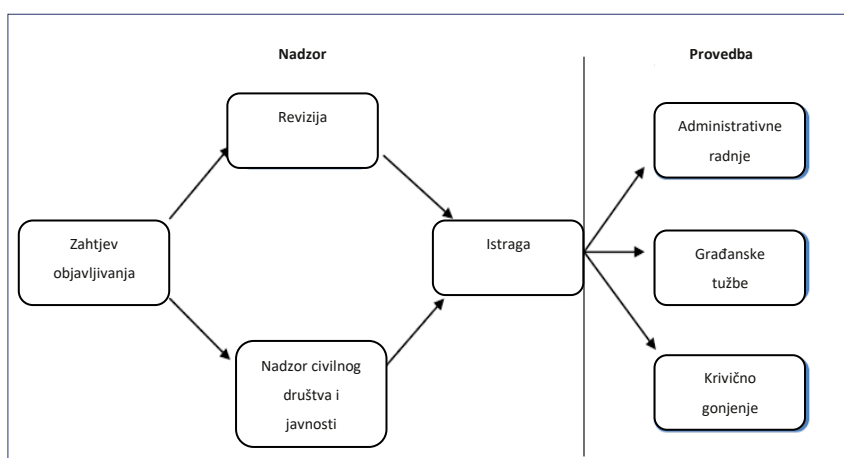 Nadzor
Provedba
Revizija
Administrativne
radnje
Zahtjev
objavljivanja
Istraga
Građanske
tužbe
Nadzor civilnog
društva i
javnosti
Krivično
gonjenje